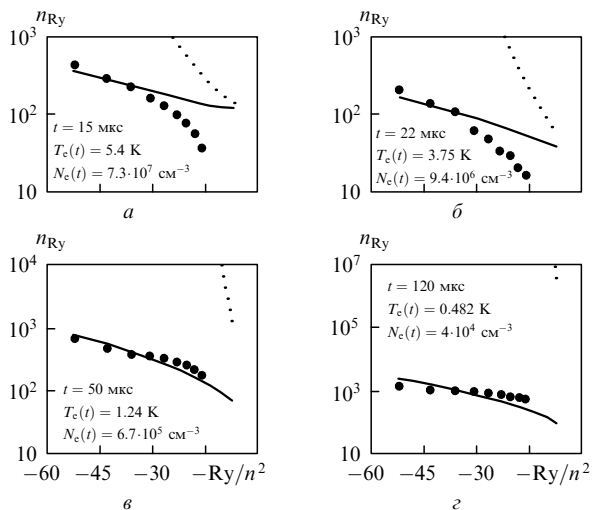 n_Ry
10³
10²
10
t = 15 мкс
T_e(t) = 5.4 K
N_e(t) = 7.3·10⁷ см⁻³
а
n_Ry
10³
10²
10
t = 22 мкс
T_e(t) = 3.75 K
N_e(t) = 9.4·10⁶ см⁻³
б
n_Ry
10⁴
10³
10²
10
t = 50 мкс
T_e(t) = 1.24 K
N_e(t) = 6.7·10⁵ см⁻³
−60 −45 −30 −Ry/n²
в
n_Ry
10⁷
10⁵
10³
10
t = 120 мкс
T_e(t) = 0.482 K
N_e(t) = 4·10⁴ см⁻³
−60 −45 −30 −Ry/n²
г